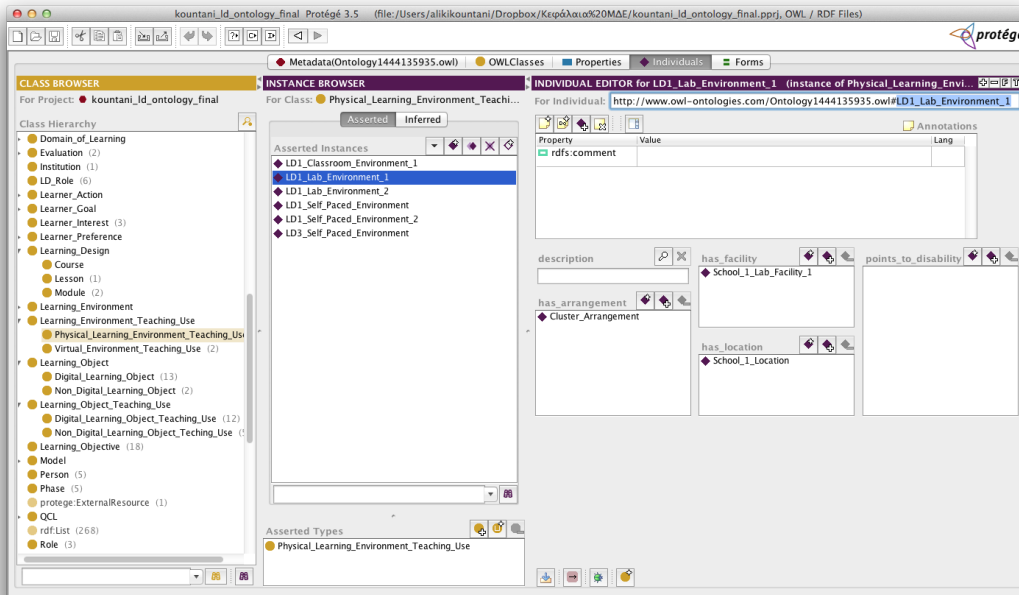 kountani_ld_ontology_final Protégé 3.5 (file:/Users/alikikountani/Dropbox/Κεφάλαια%20ΜΔΕ/kountani_ld_ontology_final.pprj, OWL / RDF Files)
protégé
Metadata(Ontology1444135935.owl) OWLClasses Properties Individuals Forms
CLASS BROWSER
For Project: kountani_ld_ontology_final
Class Hierarchy
Domain_of_Learning
Evaluation (2)
Institution (1)
LD_Role (6)
Learner_Action
Learner_Goal
Learner_Interest (3)
Learner_Preference
Learning_Design
Course
Lesson (1)
Module (2)
Learning_Environment
Learning_Environment_Teaching_Use
Physical_Learning_Environment_Teaching_Use
Virtual_Environment_Teaching_Use (2)
Learning_Object
Digital_Learning_Object (13)
Non_Digital_Learning_Object (2)
Learning_Object_Teaching_Use
Digital_Learning_Object_Teaching_Use (12)
Non_Digital_Learning_Object_Teching_Use
Learning_Objective (18)
Model
Person (5)
Phase (5)
protege:ExternalResource (1)
QCL
rdf:List (268)
Role (3)
INSTANCE BROWSER
For Class: Physical_Learning_Environment_Teachi...
Asserted Inferred
Asserted Instances
LD1_Classroom_Environment_1
LD1_Lab_Environment_1
LD1_Lab_Environment_2
LD1_Self_Paced_Environment
LD1_Self_Paced_Environment_2
LD3_Self_Paced_Environment
Asserted Types
Physical_Learning_Environment_Teaching_Use
INDIVIDUAL EDITOR for LD1_Lab_Environment_1 (instance of Physical_Learning_Envi...
For Individual: http://www.owl-ontologies.com/Ontology1444135935.owl#LD1_Lab_Environment_1
Annotations
Property Value Lang
rdfs:comment
description
has_arrangement
Cluster_Arrangement
has_facility
School_1_Lab_Facility_1
has_location
School_1_Location
points_to_disability